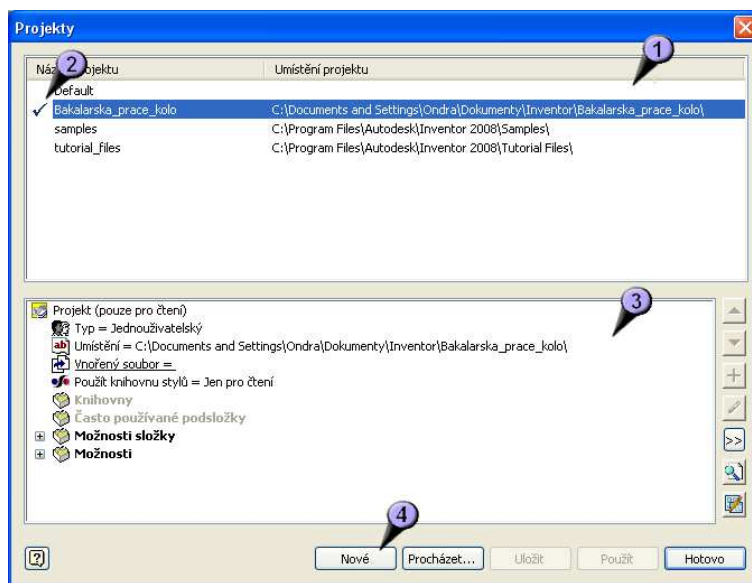 Projekty
1
2
Náz ojektu Umístění projektu
Default
Bakalarska_prace_kolo C:\Documents and Settings\Ondra\Dokumenty\Inventor\Bakalarska_prace_kolo\
samples C:\Program Files\Autodesk\Inventor 2008\Samples\
tutorial_files C:\Program Files\Autodesk\Inventor 2008\Tutorial Files\
3
Projekt (pouze pro čtení)
Typ = Jednouživatelský
Umístění = C:\Documents and Settings\Ondra\Dokumenty\Inventor\Bakalarska_prace_kolo\
Vnořený soubor =
Použít knihovnu stylů = Jen pro čtení
Knihovny
Často používané podsložky
Možnosti složky
Možnosti
>>
4
Nové Procházet... Uložit Použít Hotovo